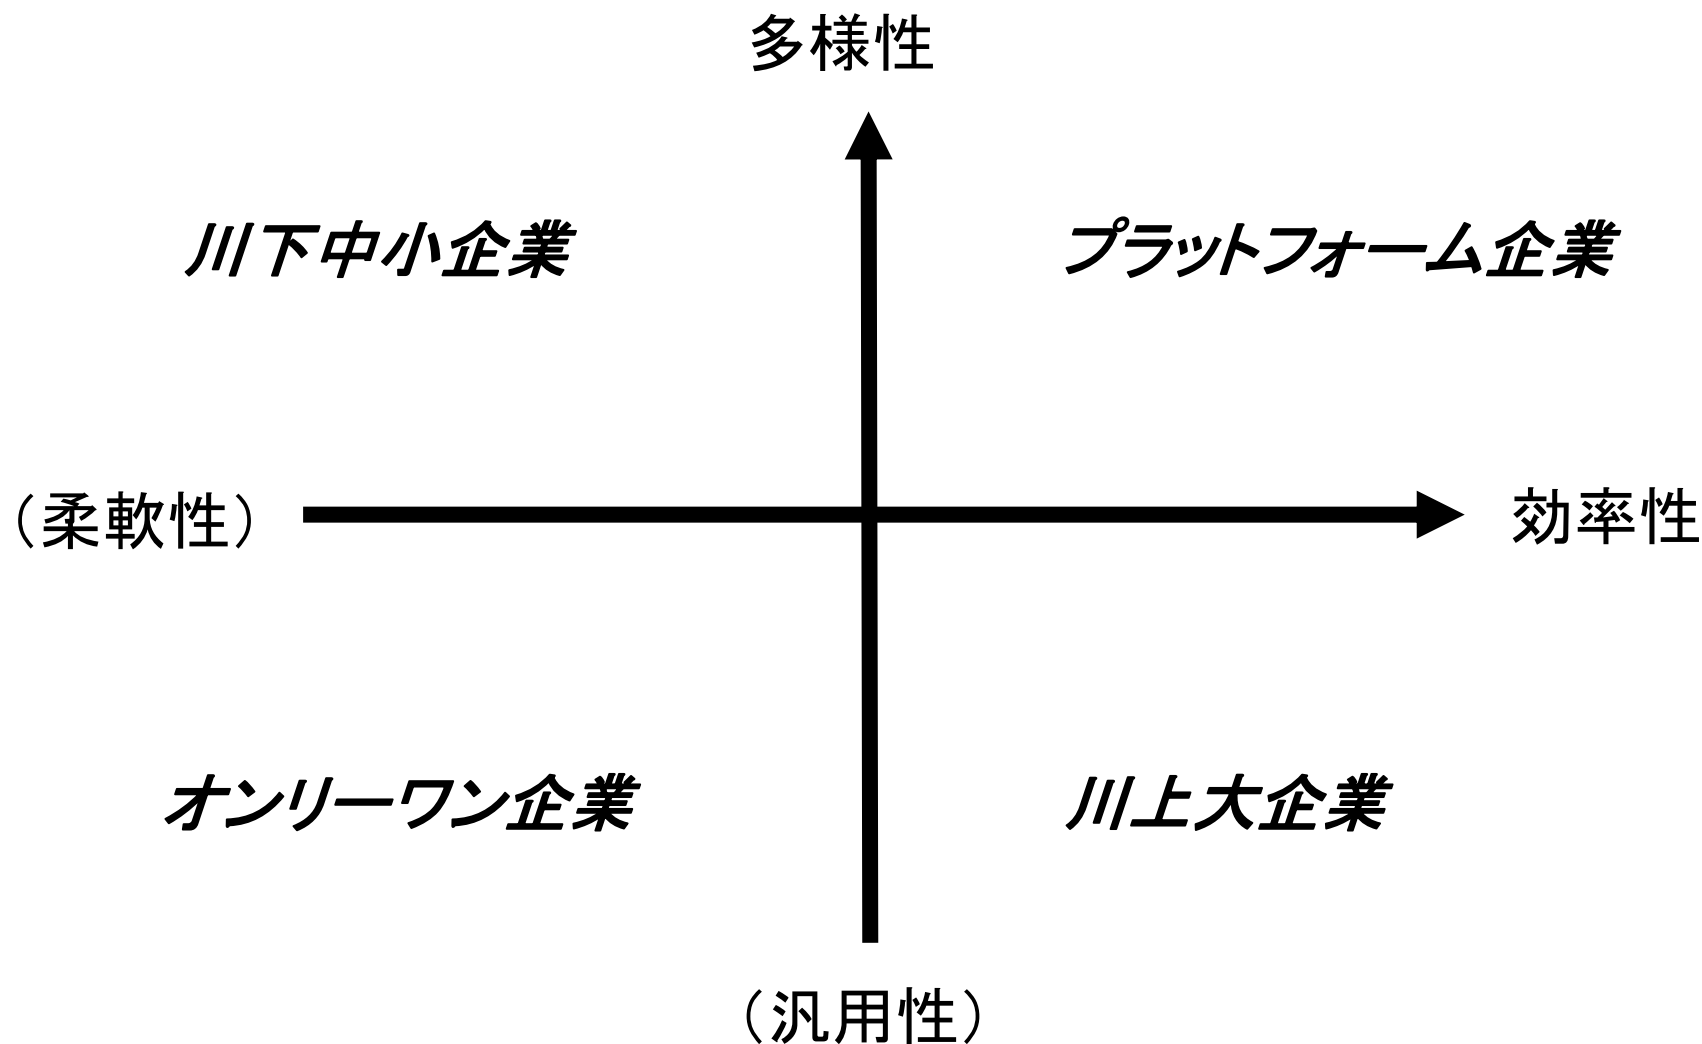 多様性
川下中小企業
プラットフォーム企業
（柔軟性）
効率性
オンリーワン企業
川上大企業
（汎用性）